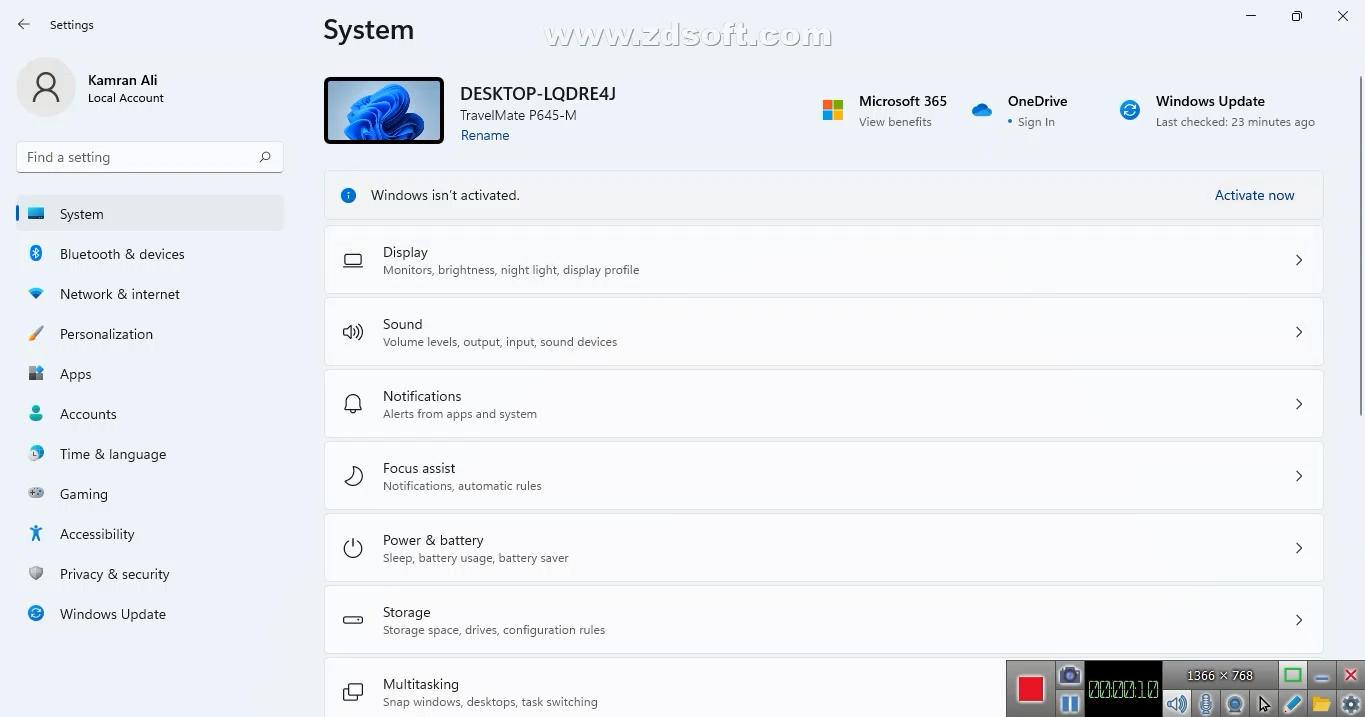 Settings
System
www.zdsoft.com
Kamran Ali
Local Account
Find a setting
System
Bluetooth & devices
Network & internet
Personalization
Apps
Accounts
Time & language
Gaming
Accessibility
Privacy & security
Windows Update
DESKTOP-LQDRE4J
TravelMate P645-M
Rename
Microsoft 365
View benefits
OneDrive
• Sign In
Windows Update
Last checked: 23 minutes ago
Windows isn't activated.
Activate now
Display
Monitors, brightness, night light, display profile
Sound
Volume levels, output, input, sound devices
Notifications
Alerts from apps and system
Focus assist
Notifications, automatic rules
Power & battery
Sleep, battery usage, battery saver
Storage
Storage space, drives, configuration rules
Multitasking
Snap windows, desktops, task switching
00:00:10
1366 × 768